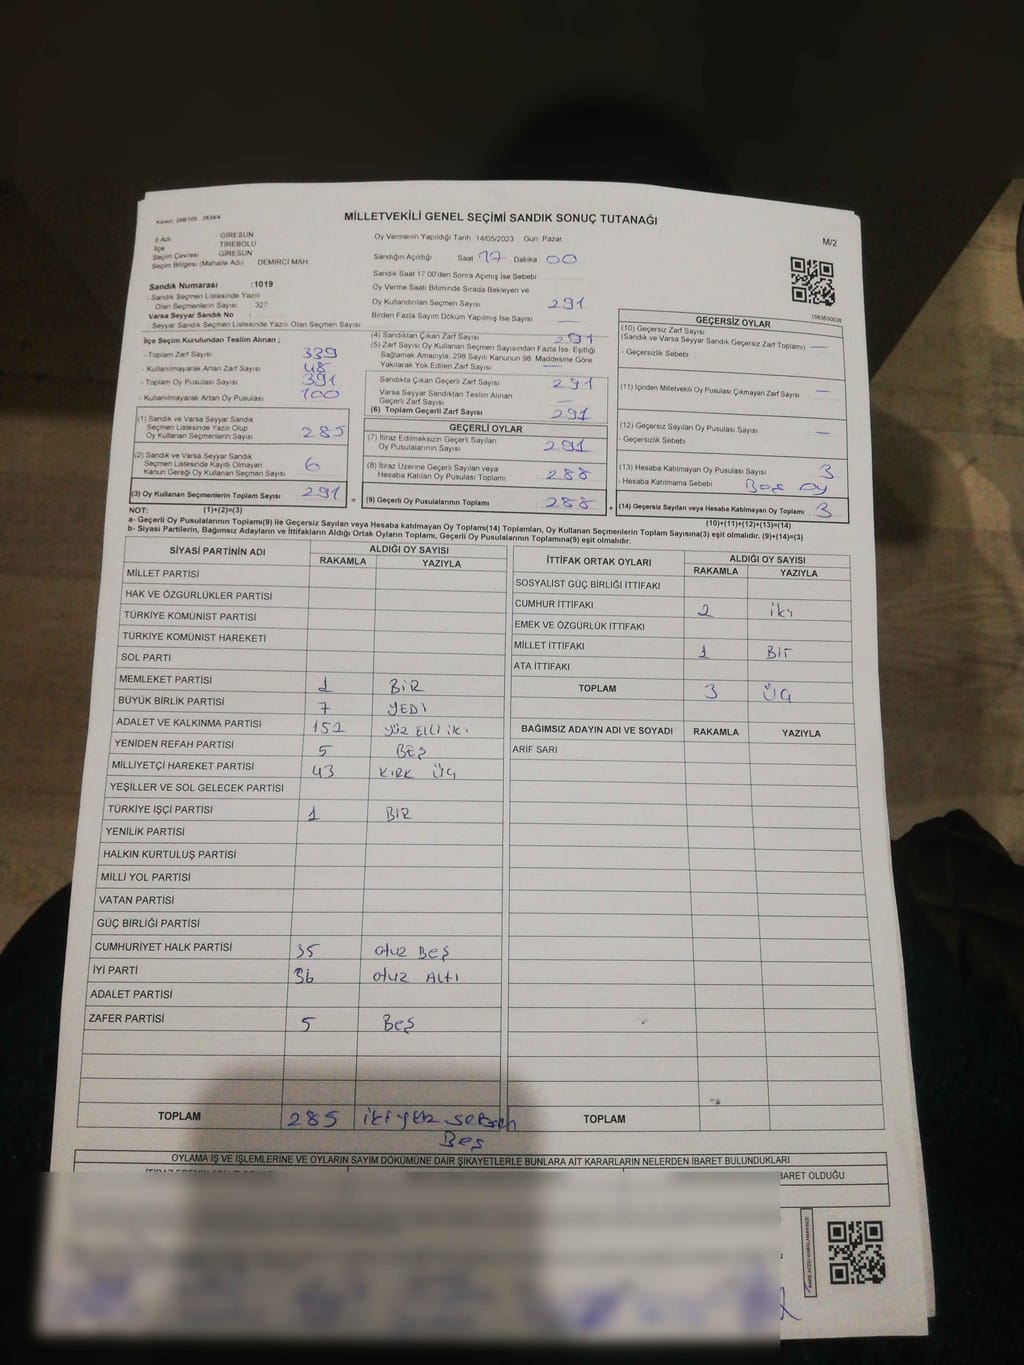 Kanun: 298/105 - 2839/4
MİLLETVEKİLİ GENEL SEÇİMİ SANDIK SONUÇ TUTANAĞI
M/2
İl Adı GİRESUN
İlçe TİREBOLU
Seçim Çevresi GİRESUN
Seçim Bölgesi (Mahalle Adı) DEMİRCİ MAH
Sandık Numarası :1019
- Sandık Seçmen Listesinde Yazılı
Olan Seçmenlerin Sayısı : 327
Varsa Seyyar Sandık No :
- Seyyar Sandık Seçmen Listesinde Yazılı Olan Seçmen Sayısı
Oy Vermenin Yapıldığı Tarih 14/05/2023 Gün Pazar
Sandığın Açıldığı Saat 17 Dakika 00
Sandık Saat 17.00'den Sonra Açımış İse Sebebi
Oy Verme Saati Bitiminde Sırada Bekleyen ve
Oy Kullandırılan Seçmen Sayısı 291
Birden Fazla Sayım Döküm Yapılmış İse Sayısı
1083630036
İlçe Seçim Kurulundan Teslim Alınan ;
- Toplam Zarf Sayısı 339
- Kullanılmayarak Artan Zarf Sayısı 48
- Toplam Oy Pusulası Sayısı 391
- Kullanılmayarak Artan Oy Pusulası 100
(1) Sandık ve Varsa Seyyar Sandık
Seçmen Listesinde Yazılı Olup
Oy Kullanan Seçmenlerin Sayısı 285
(2) Sandık ve Varsa Seyyar Sandık
Seçmen Listesinde Kayıtlı Olmayan
Kanun Gereği Oy Kullanan Seçmen Sayısı 6
(3) Oy Kullanan Seçmenlerin Toplam Sayısı 291 =
(4) Sandıktan Çıkan Zarf Sayısı 291
(5) Zarf Sayısı Oy Kullanan Seçmen Sayısından Fazla İse, Eşitliği
Sağlamak Amacıyla, 298 Sayılı Kanunun 98. Maddesine Göre
Yakılarak Yok Edilen Zarf Sayısı —
Sandıkta Çıkan Geçerli Zarf Sayısı 291
Varsa Seyyar Sandıktan Teslim Alınan
Geçerli Zarf Sayısı —
(6) Toplam Geçerli Zarf Sayısı 291
GEÇERLİ OYLAR
(7) İtiraz Edilmeksizin Geçerli Sayılan
Oy Pusulalarının Sayısı 291
(8) İtiraz Üzerine Geçerli Sayılan veya
Hesaba Katılan Oy Pusulası Toplamı 288
(9) Geçerli Oy Pusulalarının Toplamı 288 +
GEÇERSİZ OYLAR
(10) Geçersiz Zarf Sayısı
(Sandık ve Varsa Seyyar Sandık Geçersiz Zarf Toplamı) —
- Geçersizlik Sebebi
(11) İçinden Milletvekili Oy Pusulası Çıkmayan Zarf Sayısı —
(12) Geçersiz Sayılan Oy Pusulası Sayısı —
- Geçersizlik Sebebi
(13) Hesaba Katılmayan Oy Pusulası Sayısı 3
- Hesaba Katılmama Sebebi Boş oy
(14) Geçersiz Sayılan veya Hesaba Katılmayan Oy Toplamı 3
NOT: (1)+(2)=(3)
(10)+(11)+(12)+(13)=(14)
a- Geçerli Oy Pusulalarının Toplamı(9) ile Geçersiz Sayılan veya Hesaba katılmayan Oy Toplamı(14) Toplamları, Oy Kullanan Seçmenlerin Toplam Sayısına(3) eşit olmalıdır. (9)+(14)=(3)
b- Siyasi Partilerin, Bağımsız Adayların ve İttifakların Aldığı Ortak Oyların Toplamı, Geçerli Oy Pusulalarının Toplamına(9) eşit olmalıdır.
SİYASİ PARTİNİN ADI
ALDIĞI OY SAYISI
RAKAMLA YAZIYLA
MİLLET PARTİSİ
HAK VE ÖZGÜRLÜKLER PARTİSİ
TÜRKİYE KOMÜNİST PARTİSİ
TÜRKİYE KOMÜNİST HAREKETİ
SOL PARTİ
MEMLEKET PARTİSİ 1 BİR
BÜYÜK BİRLİK PARTİSİ 7 YEDİ
ADALET VE KALKINMA PARTİSİ 152 yüz Elli iki
YENİDEN REFAH PARTİSİ 5 BEŞ
MİLLİYETÇİ HAREKET PARTİSİ 43 KIRK ÜÇ
YEŞİLLER VE SOL GELECEK PARTİSİ
TÜRKİYE İŞÇİ PARTİSİ 1 BİR
YENİLİK PARTİSİ
HALKIN KURTULUŞ PARTİSİ
MİLLİ YOL PARTİSİ
VATAN PARTİSİ
GÜÇ BİRLİĞİ PARTİSİ
CUMHURİYET HALK PARTİSİ 35 otuz Beş
İYİ PARTİ 36 otuz Altı
ADALET PARTİSİ
ZAFER PARTİSİ 5 Beş
TOPLAM 285 iki yüz seksen
Beş
İTTİFAK ORTAK OYLARI
ALDIĞI OY SAYISI
RAKAMLA YAZIYLA
SOSYALİST GÜÇ BİRLİĞİ İTTİFAKI
CUMHUR İTTİFAKI 2 iki
EMEK VE ÖZGÜRLÜK İTTİFAKI
MİLLET İTTİFAKI 1 Bir
ATA İTTİFAKI
TOPLAM 3 ÜÇ
BAĞIMSIZ ADAYIN ADI VE SOYADI RAKAMLA YAZIYLA
ARİF SARI
TOPLAM
OYLAMA İŞ VE İŞLEMLERİNE VE OYLARIN SAYIM DÖKÜMÜNE DAİR ŞİKAYETLERLE BUNLARA AİT KARARLARIN NELERDEN İBARET BULUNDUKLARI
BARET OLDUĞU